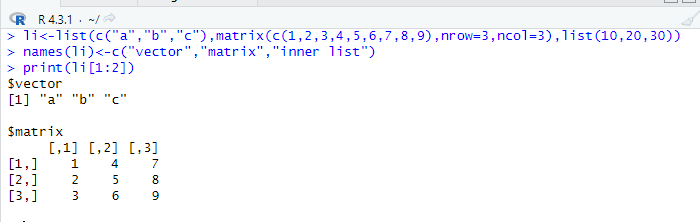 R 4.3.1 · ~/
> li<-list(c("a","b","c"),matrix(c(1,2,3,4,5,6,7,8,9),nrow=3,ncol=3),list(10,20,30))
> names(li)<-c("vector","matrix","inner list")
> print(li[1:2])
$vector
[1] "a" "b" "c"
$matrix
[,1] [,2] [,3]
[1,] 1 4 7
[2,] 2 5 8
[3,] 3 6 9